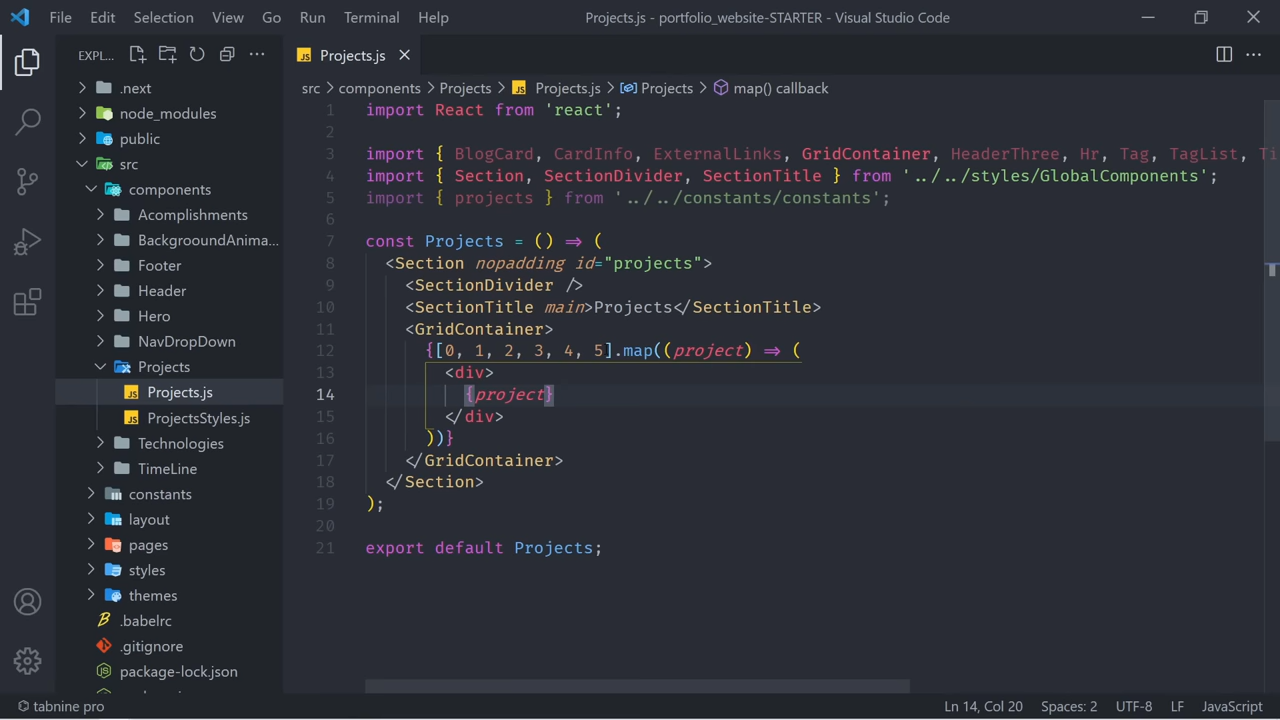 File Edit Selection View Go Run Terminal Help Projects.js - portfolio_website-STARTER - Visual Studio Code
EXPL...
.next
node_modules
public
src
components
Acomplishments
BackgrooundAnima...
Footer
Header
Hero
NavDropDown
Projects
JS Projects.js
JS ProjectsStyles.js
Technologies
TimeLine
constants
layout
pages
styles
themes
.babelrc
.gitignore
package-lock.json
JS Projects.js
src components Projects JS Projects.js Projects map() callback
1 import React from 'react';
2
3 import { BlogCard, CardInfo, ExternalLinks, GridContainer, HeaderThree, Hr, Tag, TagList, Ti
4 import { Section, SectionDivider, SectionTitle } from '../../styles/GlobalComponents';
5 import { projects } from '../../constants/constants';
6
7 const Projects = () => (
8 <Section nopadding id="projects">
9 <SectionDivider />
10 <SectionTitle main>Projects</SectionTitle>
11 <GridContainer>
12 {[0, 1, 2, 3, 4, 5].map((project) => (
13 <div>
14 {project}
15 </div>
16 ))}
17 </GridContainer>
18 </Section>
19 );
20
21 export default Projects;
tabnine pro Ln 14, Col 20 Spaces: 2 UTF-8 LF JavaScript